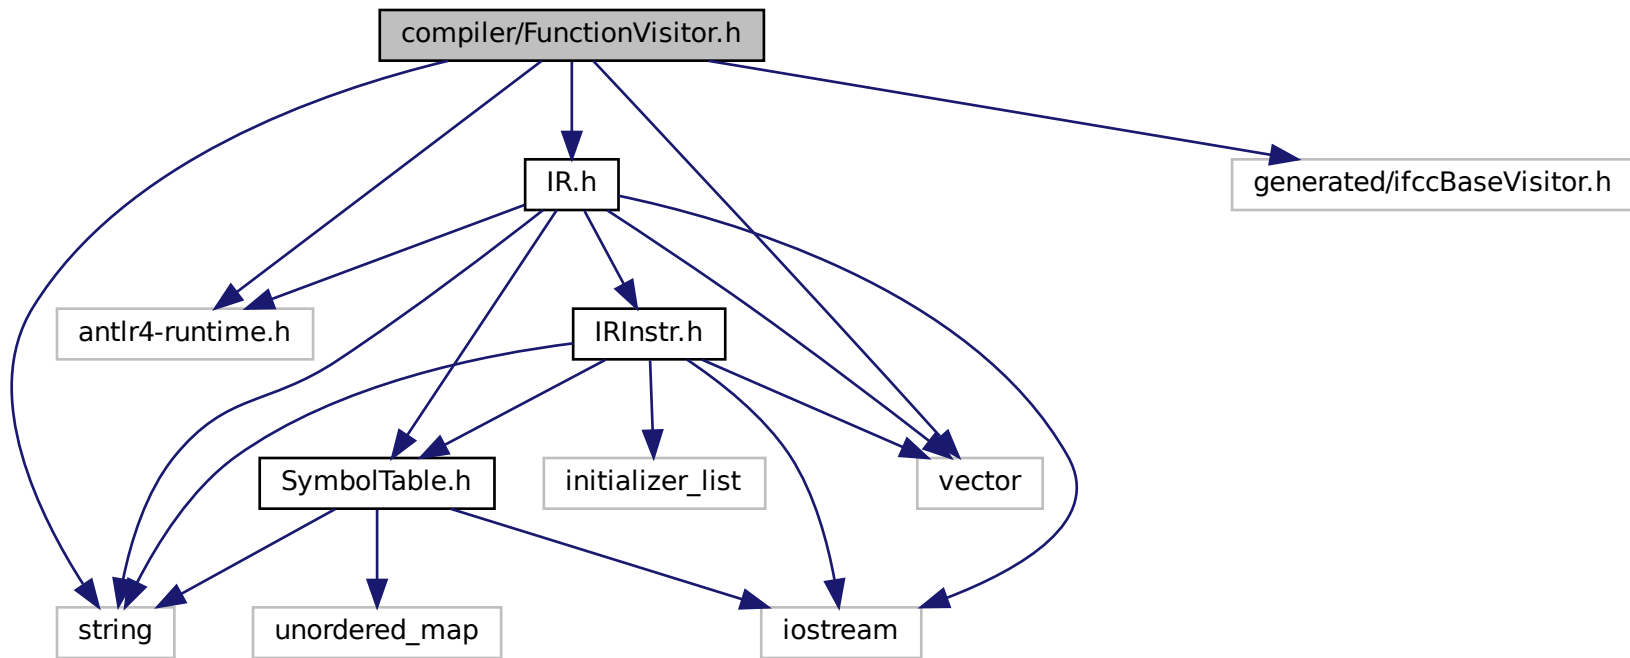 compiler/FunctionVisitor.h
IR.h
generated/ifccBaseVisitor.h
antlr4-runtime.h
IRInstr.h
SymbolTable.h
initializer_list
vector
string
unordered_map
iostream